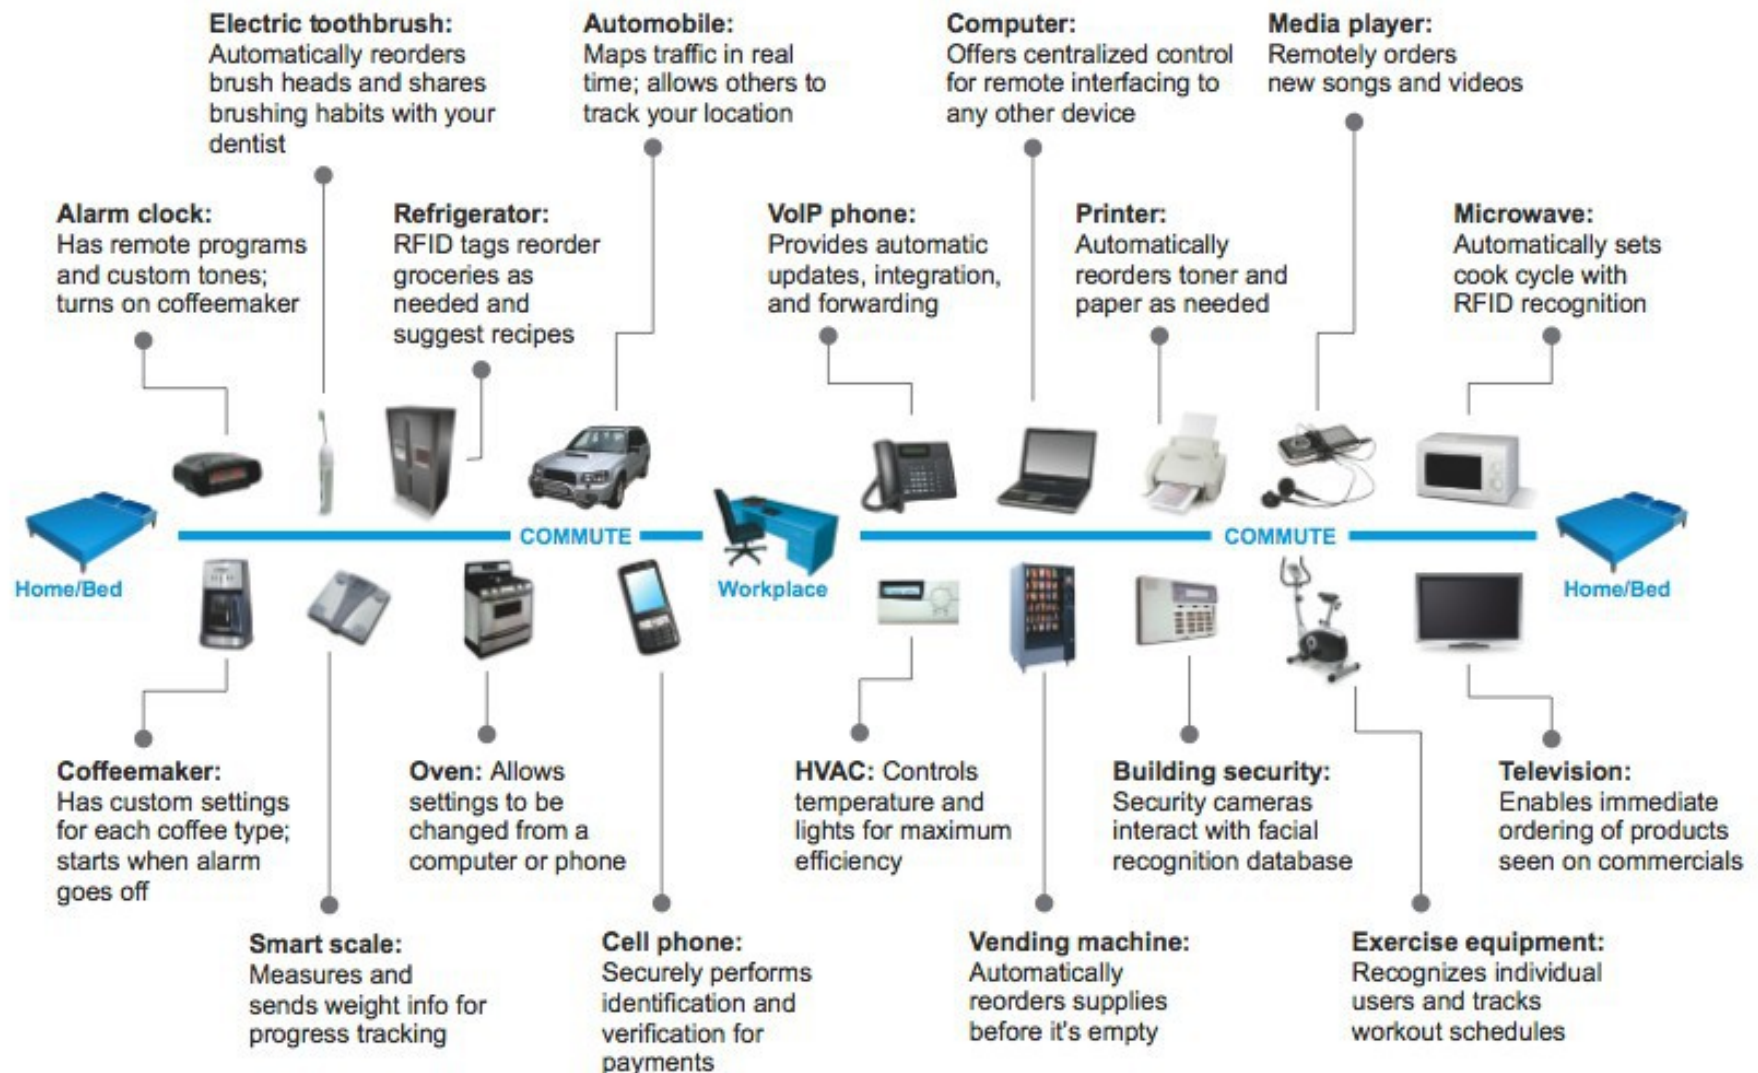 Electric toothbrush:
Automatically reorders
brush heads and shares
brushing habits with your
dentist
Automobile:
Maps traffic in real
time; allows others to
track your location
Computer:
Offers centralized control
for remote interfacing to
any other device
Media player:
Remotely orders
new songs and videos
Alarm clock:
Has remote programs
and custom tones;
turns on coffeemaker
Refrigerator:
RFID tags reorder
groceries as
needed and
suggest recipes
VoIP phone:
Provides automatic
updates, integration,
and forwarding
Printer:
Automatically
reorders toner and
paper as needed
Microwave:
Automatically sets
cook cycle with
RFID recognition
COMMUTE
COMMUTE
Home/Bed
Workplace
Home/Bed
Coffeemaker:
Has custom settings
for each coffee type;
starts when alarm
goes off
Oven: Allows
settings to be
changed from a
computer or phone
HVAC: Controls
temperature and
lights for maximum
efficiency
Building security:
Security cameras
interact with facial
recognition database
Television:
Enables immediate
ordering of products
seen on commercials
Smart scale:
Measures and
sends weight info for
progress tracking
Cell phone:
Securely performs
identification and
verification for
payments
Vending machine:
Automatically
reorders supplies
before it's empty
Exercise equipment:
Recognizes individual
users and tracks
workout schedules